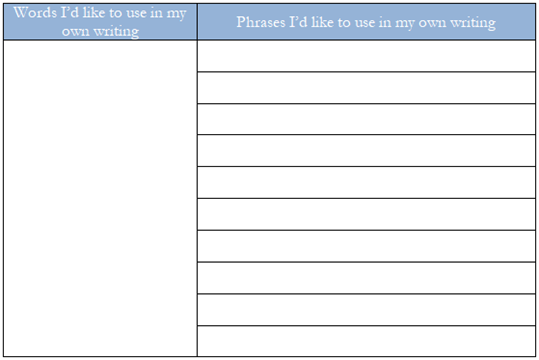 Words I'd like to use in my
own writing
Phrases I'd like to use in my own writing